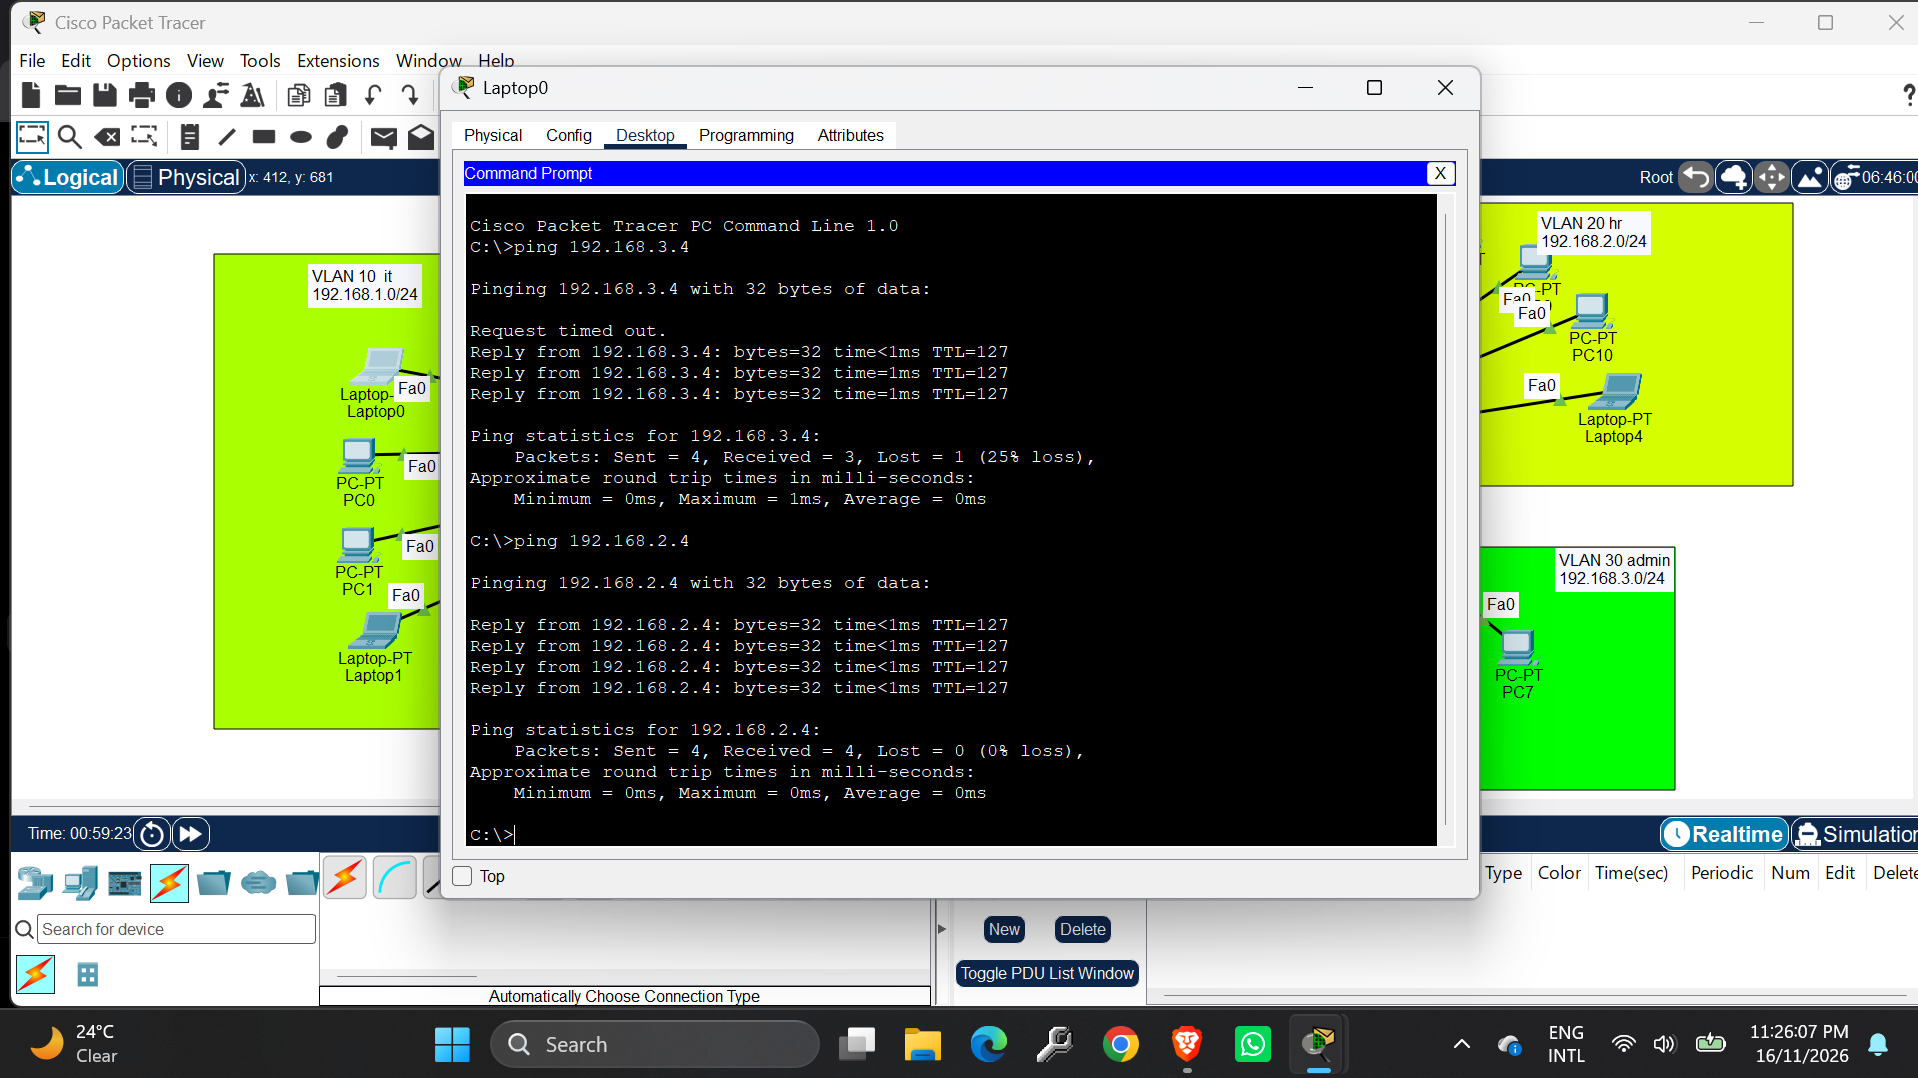 Cisco Packet Tracer
File Edit Options View Tools Extensions Window Help
?
Logical Physical x: 412, y: 681
Root 06:46:00
VLAN 10 it
192.168.1.0/24
Laptop-
Laptop0
Fa0
PC-PT
PC0
Fa0
PC-PT
PC1
Fa0
Fa0
Laptop-PT
Laptop1
Laptop0
Physical Config Desktop Programming Attributes
Command Prompt X
Cisco Packet Tracer PC Command Line 1.0
C:\>ping 192.168.3.4
Pinging 192.168.3.4 with 32 bytes of data:
Request timed out.
Reply from 192.168.3.4: bytes=32 time<1ms TTL=127
Reply from 192.168.3.4: bytes=32 time=1ms TTL=127
Reply from 192.168.3.4: bytes=32 time=1ms TTL=127
Ping statistics for 192.168.3.4:
Packets: Sent = 4, Received = 3, Lost = 1 (25% loss),
Approximate round trip times in milli-seconds:
Minimum = 0ms, Maximum = 1ms, Average = 0ms
C:\>ping 192.168.2.4
Pinging 192.168.2.4 with 32 bytes of data:
Reply from 192.168.2.4: bytes=32 time<1ms TTL=127
Reply from 192.168.2.4: bytes=32 time<1ms TTL=127
Reply from 192.168.2.4: bytes=32 time<1ms TTL=127
Reply from 192.168.2.4: bytes=32 time<1ms TTL=127
Ping statistics for 192.168.2.4:
Packets: Sent = 4, Received = 4, Lost = 0 (0% loss),
Approximate round trip times in milli-seconds:
Minimum = 0ms, Maximum = 0ms, Average = 0ms
C:\>
Top
VLAN 20 hr
192.168.2.0/24
PC-PT
Fa0
Fa0
PC-PT
PC10
Fa0
Laptop-PT
Laptop4
VLAN 30 admin
192.168.3.0/24
Fa0
PC-PT
PC7
Time: 00:59:23
Realtime Simulation
Type Color Time(sec) Periodic Num Edit Delete
Search for device
New Delete
Toggle PDU List Window
Automatically Choose Connection Type
24°C
Clear
Search
ENG
INTL
11:26:07 PM
16/11/2026